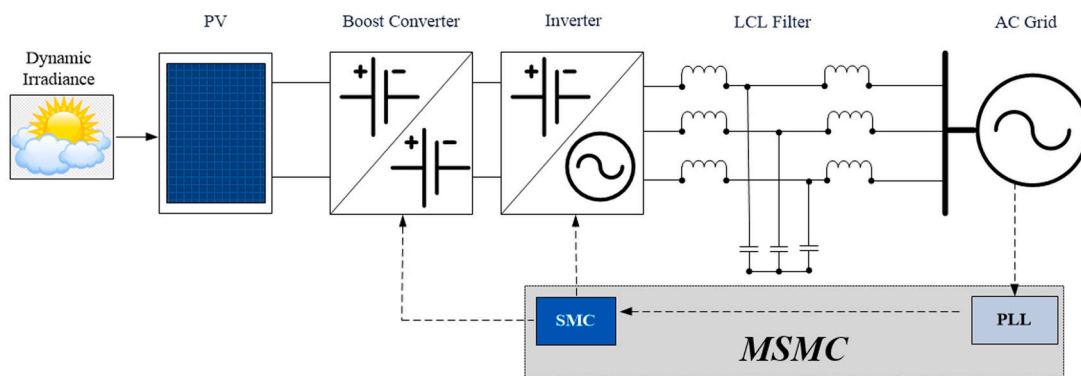 PV
Boost Converter
Inverter
LCL Filter
AC Grid
Dynamic
Irradiance
+ −
+ −
+ −
SMC
PLL
MSMC